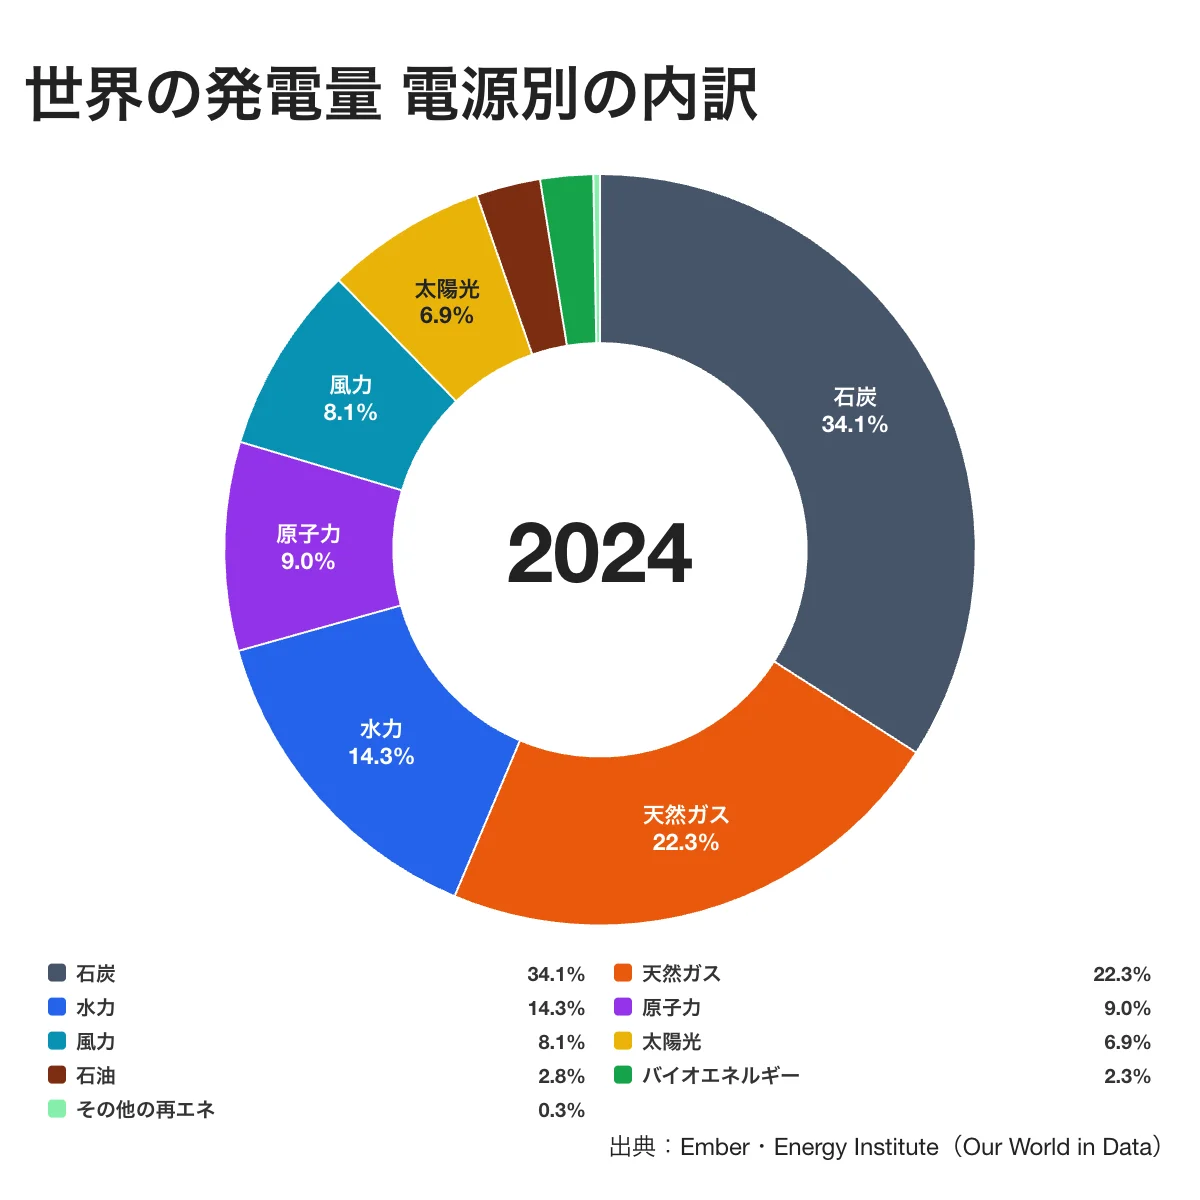 世界の発電量 電源別の内訳
太陽光
6.9%
風力
8.1%
石炭
34.1%
原子力
9.0%
2024
水力
14.3%
天然ガス
22.3%
石炭 34.1%
天然ガス 22.3%
水力 14.3%
原子力 9.0%
風力 8.1%
太陽光 6.9%
石油 2.8%
バイオエネルギー 2.3%
その他の再エネ 0.3%
出典：Ember・Energy Institute（Our World in Data）